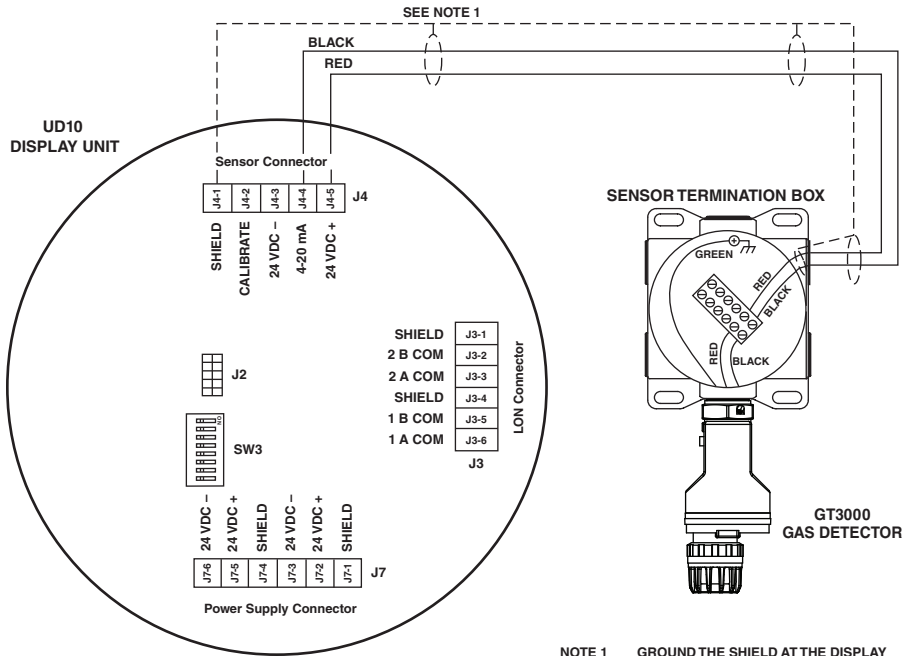 SEE NOTE 1
BLACK
RED
UD10
DISPLAY UNIT
Sensor Connector
J4-1
J4-2
J4-3
J4-4
J4-5
J4
SHIELD
CALIBRATE
24 VDC –
4-20 mA
24 VDC +
SENSOR TERMINATION BOX
GREEN
RED
BLACK
RED
BLACK
SHIELD J3-1
2 B COM J3-2
2 A COM J3-3
SHIELD J3-4
1 B COM J3-5
1 A COM J3-6
J3
LON Connector
J2
ON
SW3
24 VDC –
24 VDC +
SHIELD
24 VDC –
24 VDC +
SHIELD
J7-6
J7-5
J7-4
J7-3
J7-2
J7-1
J7
Power Supply Connector
GT3000
GAS DETECTOR
NOTE 1 GROUND THE SHIELD AT THE DISPLAY